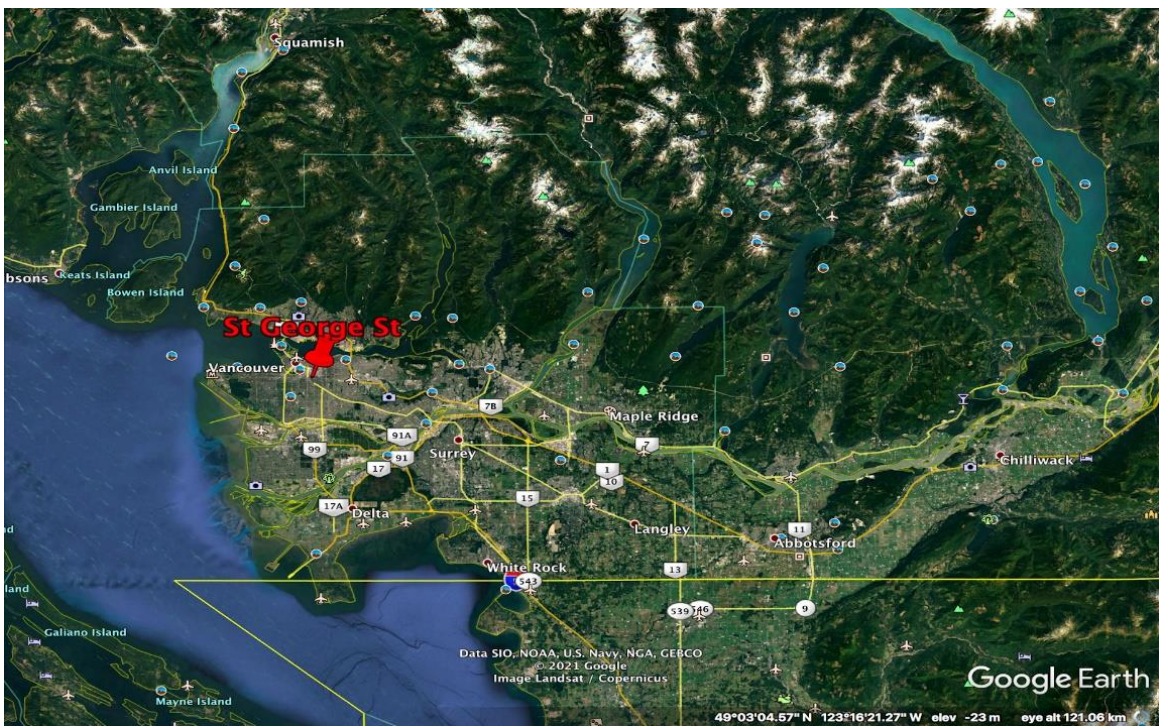 Squamish
Anvil Island
Gambier Island
Keats Island
bsons
Bowen Island
St George St
Vancouver
7B
Maple Ridge
91A
99
91
7
Surrey
17
1
10
Chilliwack
15
17A
Delta
11
Langley
Abbotsford
White Rock
13
543
land
539
546
9
Galiano Island
Data SIO, NOAA, U.S. Navy, NGA, GEBCO
© 2021 Google
Image Landsat / Copernicus
Google Earth
Mayne Island
49°03'04.57" N 123°16'21.27" W elev -23 m eye alt 121.06 km